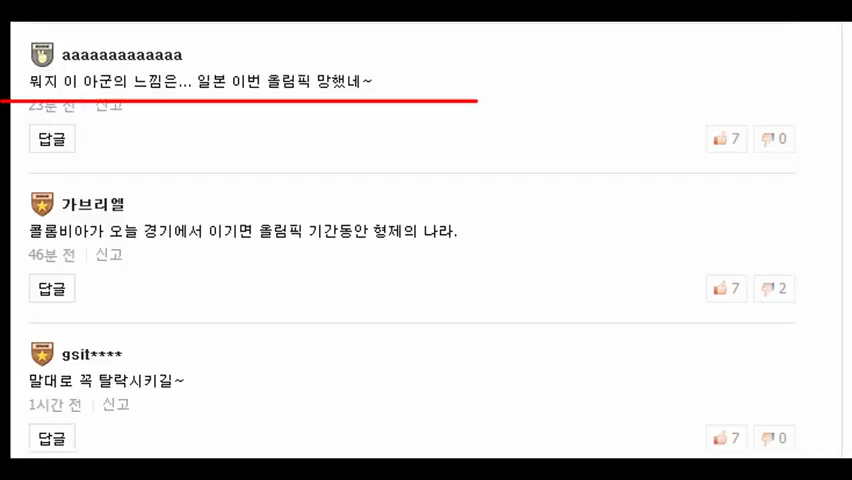 aaaaaaaaaaaaa
뭐지 이 아군의 느낌은... 일본 이번 올림픽 망했네~
23분 전 신고
답글
7 0
가브리엘
콜롬비아가 오늘 경기에서 이기면 올림픽 기간동안 형제의 나라.
46분 전 신고
답글
7 2
gsit****
말대로 꼭 탈락시키길~
1시간 전 신고
답글
7 0